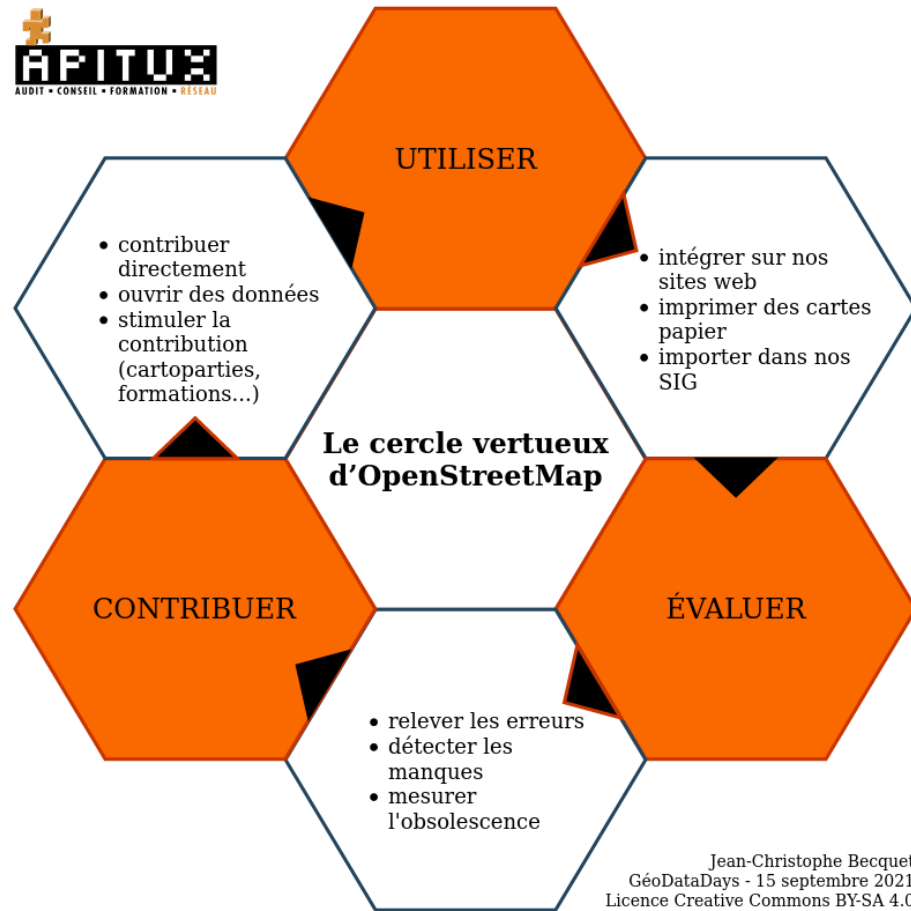 APITUX
AUDIT • CONSEIL • FORMATION • RÉSEAU
UTILISER
• contribuer
directement
• ouvrir des données
• stimuler la
contribution
(cartoparties,
formations...)
• intégrer sur nos
sites web
• imprimer des cartes
papier
• importer dans nos
SIG
Le cercle vertueux
d’OpenStreetMap
CONTRIBUER
ÉVALUER
• relever les erreurs
• détecter les
manques
• mesurer
l'obsolescence
Jean-Christophe Becquet
GéoDataDays - 15 septembre 2021
Licence Creative Commons BY-SA 4.0